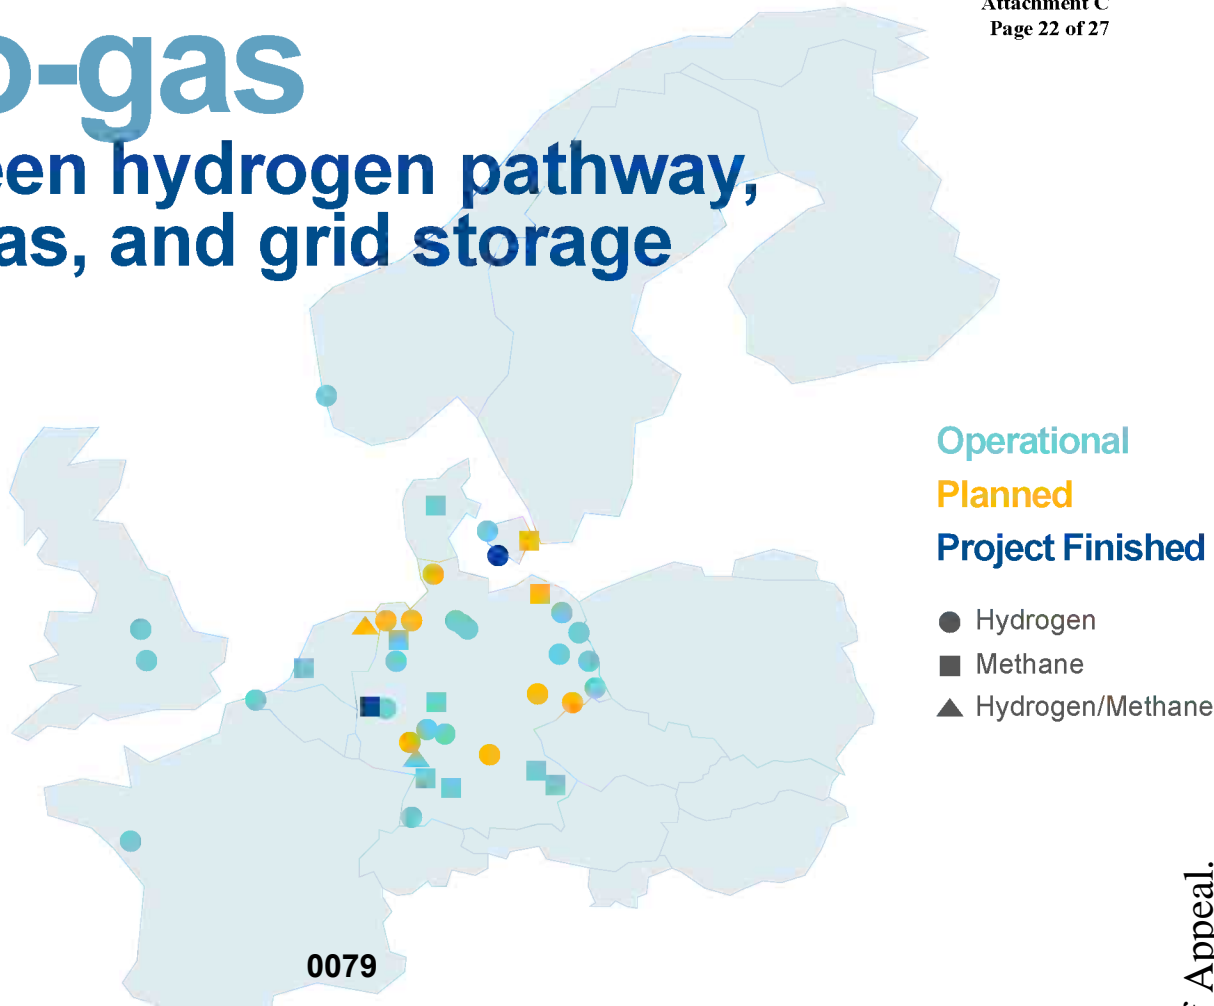 Attachment C
Page 22 of 27
o-gas
een hydrogen pathway,
as, and grid storage
Operational
Planned
Project Finished
Hydrogen
Methane
Hydrogen/Methane
0079
Appeal.